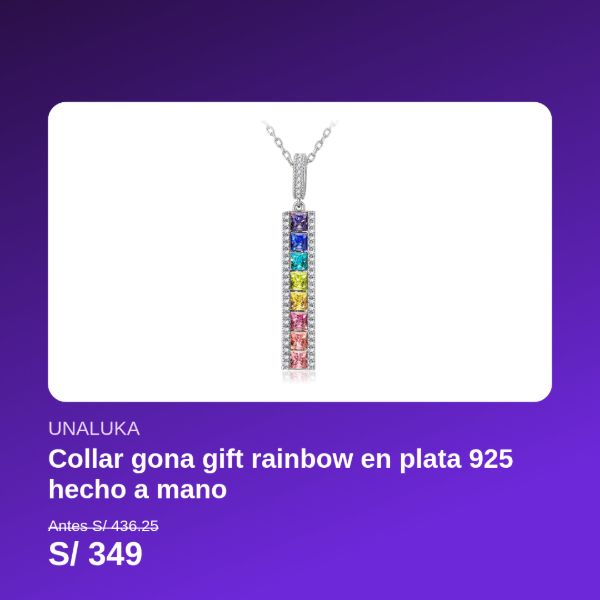 UNALUKA
Collar gona gift rainbow en plata 925
hecho a mano
Antes S/ 436.25
S/ 349